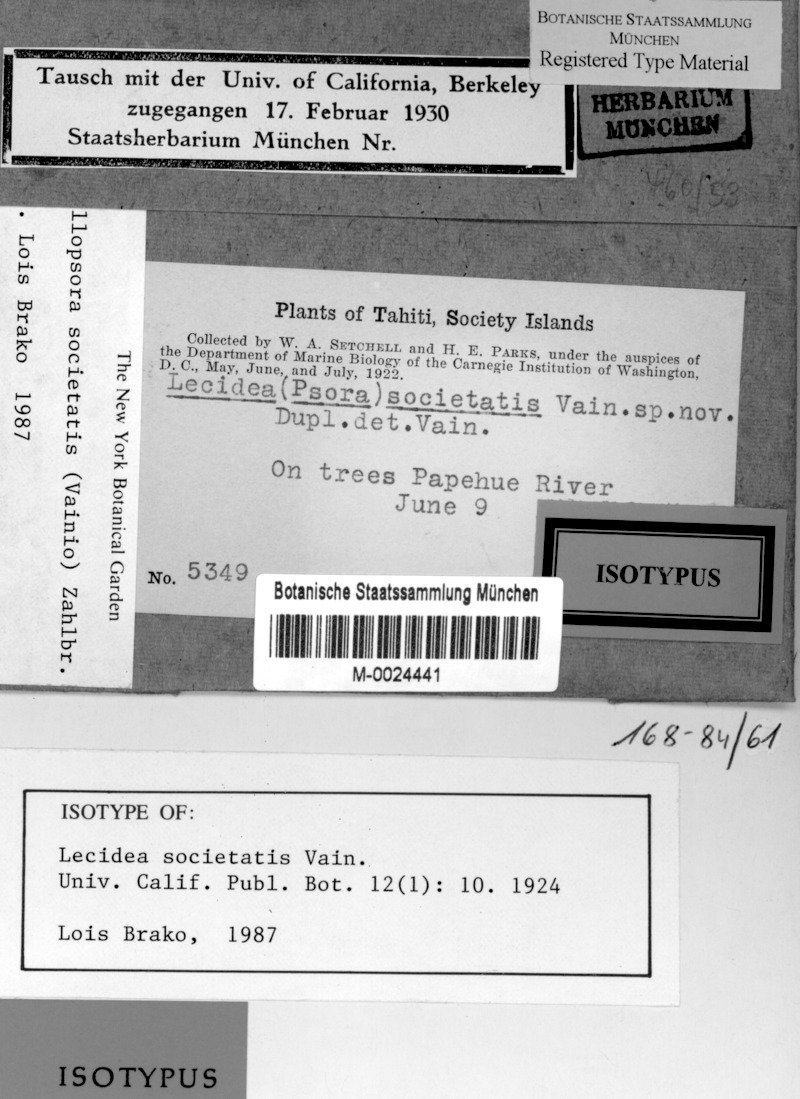 BOTANISCHE STAATSSAMMLUNG
MÜNCHEN
Registered Type Material
Tausch mit der Univ. of California, Berkeley
zugegangen 17. Februar 1930
Staatsherbarium München Nr.
HERBARIUM
MÜNCHEN
llopsora societatis (Vainio) Zahlbr.
. Lois Brako 1987
The New York Botanical Garden
Plants of Tahiti, Society Islands
Collected by W. A. SETCHELL and H. E. PARKS, under the auspices of
the Department of Marine Biology of the Carnegie Institution of Washington,
D. C., May, June, and July, 1922.
Lecidea(Psora)societatis Vain.sp.nov.
Dupl.det.Vain.
On trees Papehue River
June 9
No. 5349
ISOTYPUS
Botanische Staatssammlung München
M-0024441
168-84/61
ISOTYPE OF:
Lecidea societatis Vain.
Univ. Calif. Publ. Bot. 12(1): 10. 1924
Lois Brako, 1987
ISOTYPUS